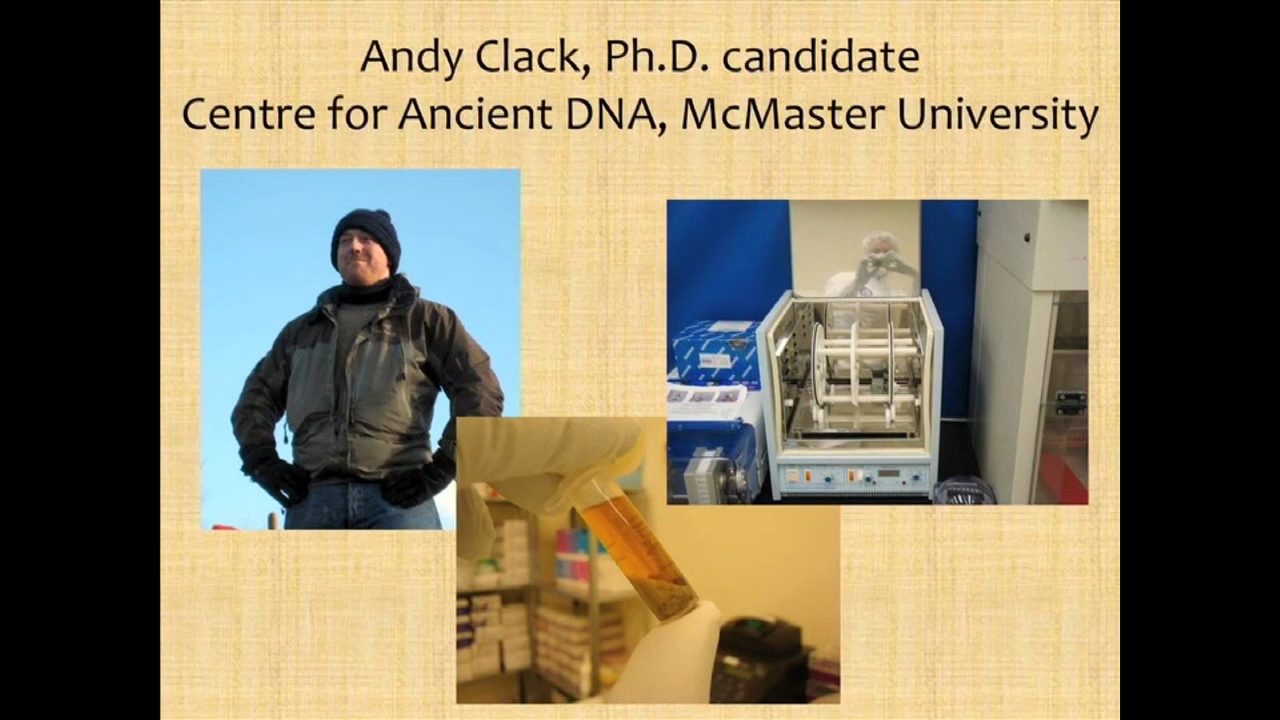 Andy Clack, Ph.D. candidate
Centre for Ancient DNA, McMaster University